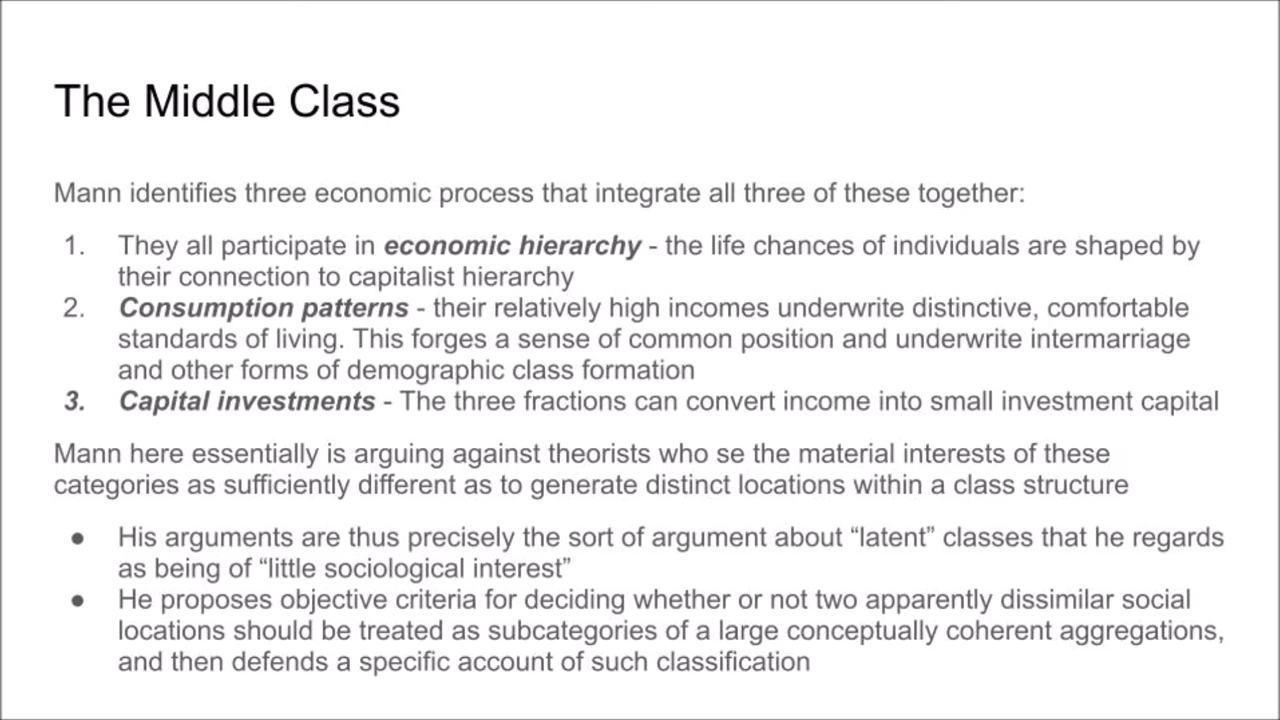 The Middle Class
Mann identifies three economic process that integrate all three of these together:
1. They all participate in economic hierarchy - the life chances of individuals are shaped by
their connection to capitalist hierarchy
2. Consumption patterns - their relatively high incomes underwrite distinctive, comfortable
standards of living. This forges a sense of common position and underwrite intermarriage
and other forms of demographic class formation
3. Capital investments - The three fractions can convert income into small investment capital
Mann here essentially is arguing against theorists who se the material interests of these
categories as sufficiently different as to generate distinct locations within a class structure
● His arguments are thus precisely the sort of argument about “latent” classes that he regards
as being of “little sociological interest”
● He proposes objective criteria for deciding whether or not two apparently dissimilar social
locations should be treated as subcategories of a large conceptually coherent aggregations,
and then defends a specific account of such classification